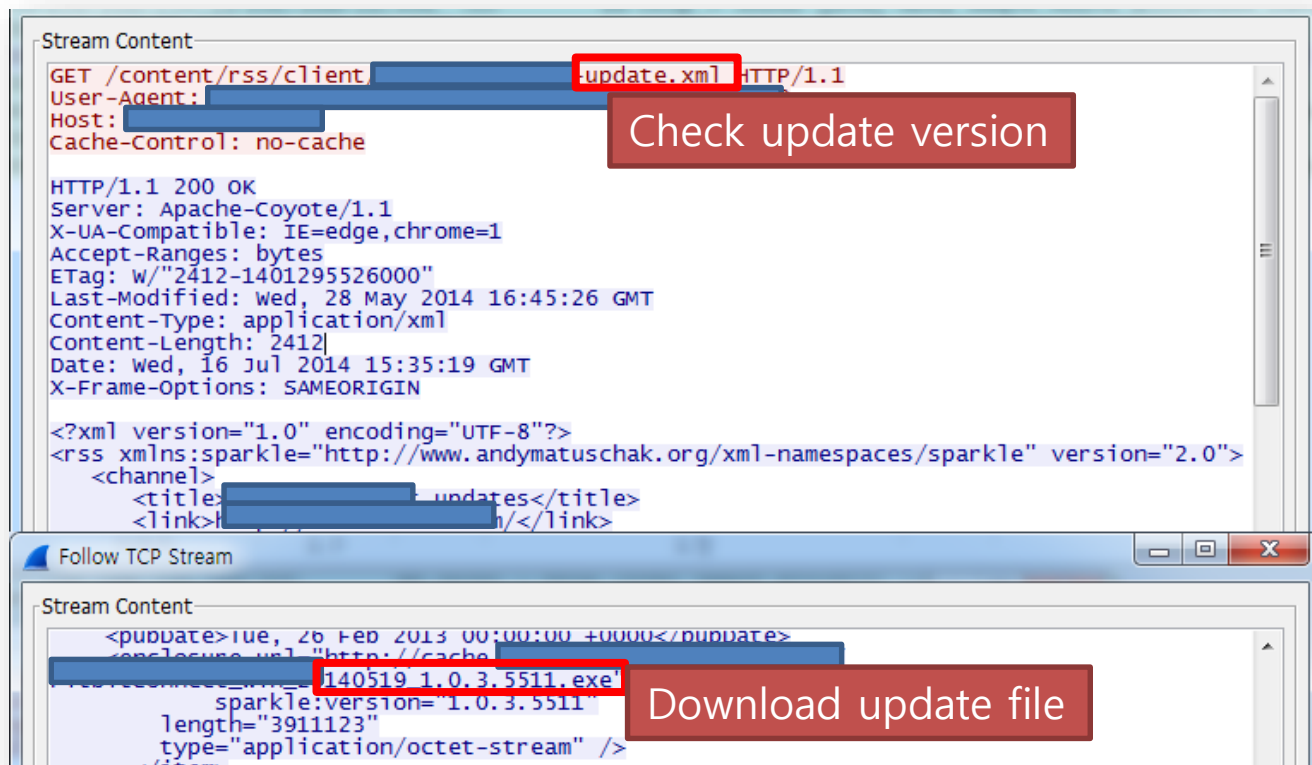 Stream Content
GET /content/rss/client/ -update.xml HTTP/1.1
User-Agent:
Host:
Cache-Control: no-cache
Check update version
HTTP/1.1 200 OK
Server: Apache-Coyote/1.1
X-UA-Compatible: IE=edge,chrome=1
Accept-Ranges: bytes
ETag: W/"2412-1401295526000"
Last-Modified: Wed, 28 May 2014 16:45:26 GMT
Content-Type: application/xml
Content-Length: 2412
Date: Wed, 16 Jul 2014 15:35:19 GMT
X-Frame-Options: SAMEORIGIN
<?xml version="1.0" encoding="UTF-8"?>
<rss xmlns:sparkle="http://www.andymatuschak.org/xml-namespaces/sparkle" version="2.0">
<channel>
<title> updates</title>
<link> /</link>
Follow TCP Stream
Stream Content
<pubDate>Tue, 26 Feb 2013 00:00:00 +0000</pubDate>
<enclosure url="http://cache.
140519_1.0.3.5511.exe"
sparkle:version="1.0.3.5511"
Download update file
length="3911123"
type="application/octet-stream" />
</item>